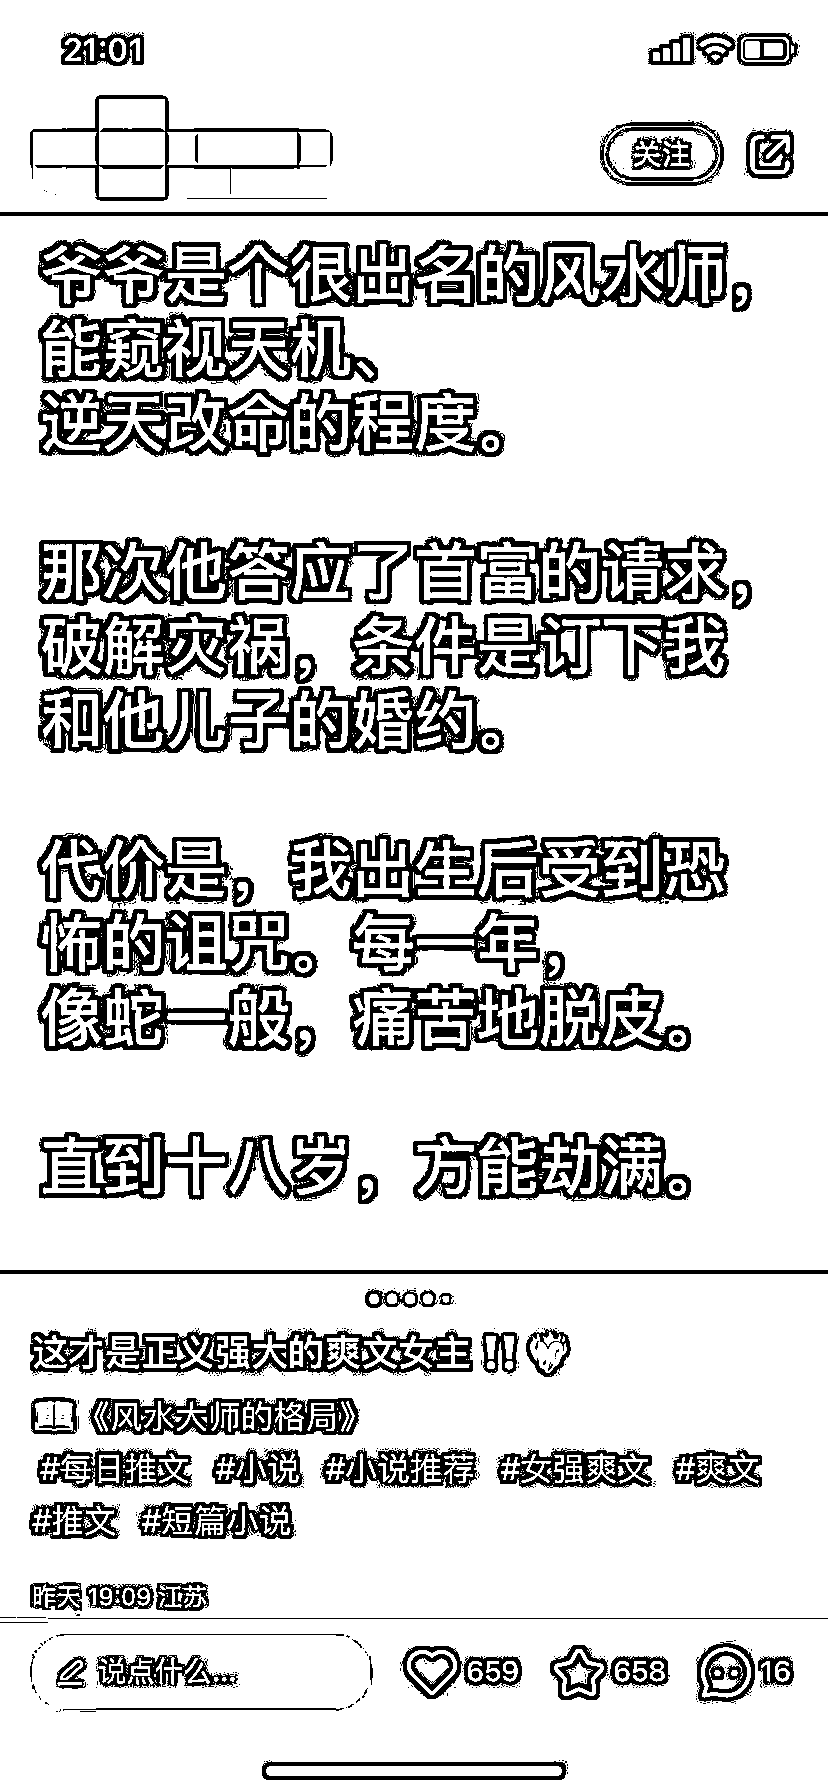 21:01
关注
爷爷是个很出名的风水师，
能窥视天机、
逆天改命的程度。
那次他答应了首富的请求，
破解灾祸，条件是订下我
和他儿子的婚约。
代价是，我出生后受到恐
怖的诅咒。每一年，
像蛇一般，痛苦地脱皮。
直到十八岁，方能劫满。
这才是正义强大的爽文女主‼️
《风水大师的格局》
#每日推文 #小说 #小说推荐 #女强爽文 #爽文
#推文 #短篇小说
昨天 19:09 江苏
说点什么... 659 658 16